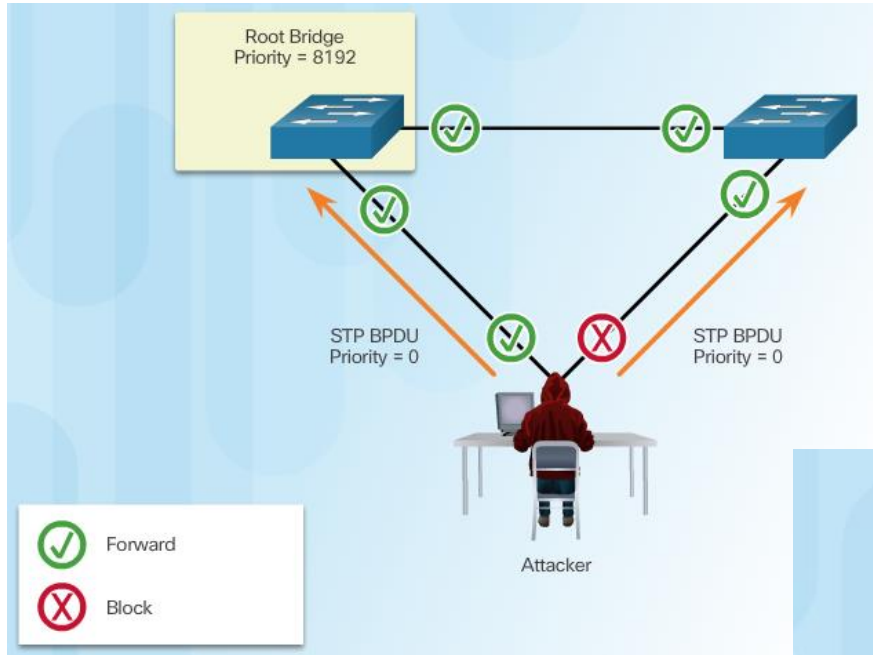 Root Bridge
Priority = 8192
STP BPDU
Priority = 0
STP BPDU
Priority = 0
Attacker
Forward
Block